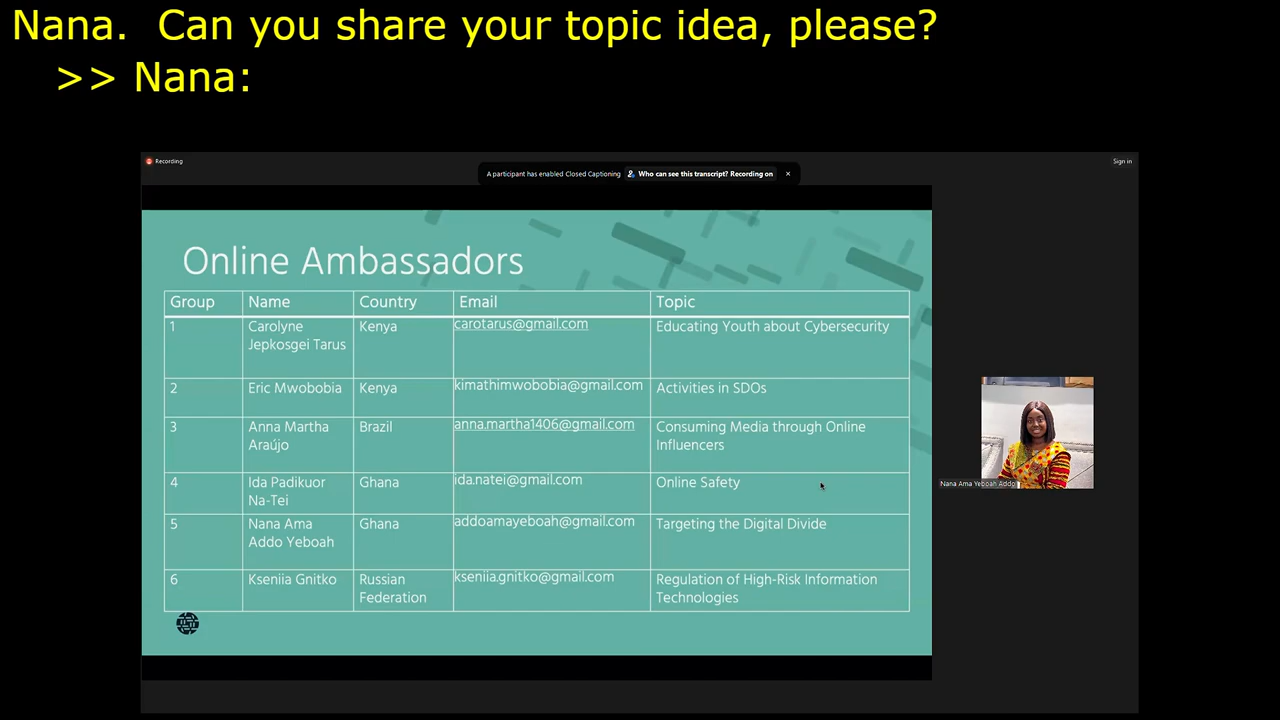 Nana.  Can you share your topic idea, please?
>> Nana:
Recording
A participant has enabled Closed Captioning Who can see this transcript? Recording on ×
Sign in
Online Ambassadors
Group Name Country Email Topic
1 Carolyne Kenya carotarus@gmail.com Educating Youth about Cybersecurity
Jepkosgei Tarus
2 Eric Mwobobia Kenya kimathimwobobia@gmail.com Activities in SDOs
3 Anna Martha Brazil anna.martha1406@gmail.com Consuming Media through Online
Araújo Influencers
4 Ida Padikuor Ghana ida.natei@gmail.com Online Safety
Na-Tei
5 Nana Ama Ghana addoamayeboah@gmail.com Targeting the Digital Divide
Addo Yeboah
6 Kseniia Gnitko Russian kseniia.gnitko@gmail.com Regulation of High-Risk Information
Federation Technologies
Nana Ama Yeboah Addo